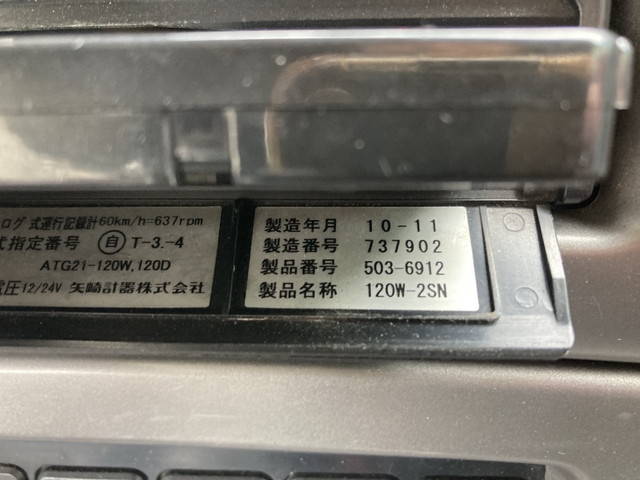 ログ 式運行記録計60km/h=637rpm
式指定番号 自 T-3.-4
ATG21-120W,120D
電圧12/24V 矢崎計器株式会社
製造年月 10-11
製造番号 737902
製品番号 503-6912
製品名称 120W-2SN